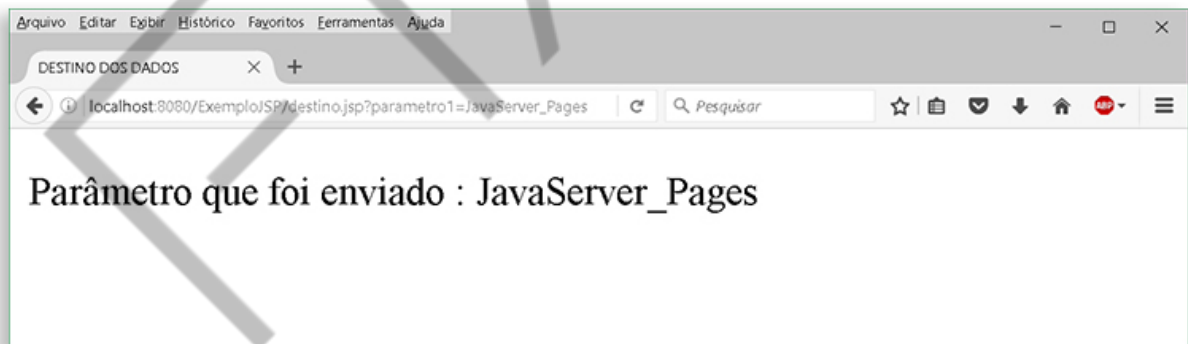 Arquivo Editar Exibir Histórico Favoritos Ferramentas Ajuda
DESTINO DOS DADOS
localhost:8080/ExemploJSP/destino.jsp?parametro1=JavaServer_Pages
Pesquisar
ABP
Parâmetro que foi enviado : JavaServer_Pages